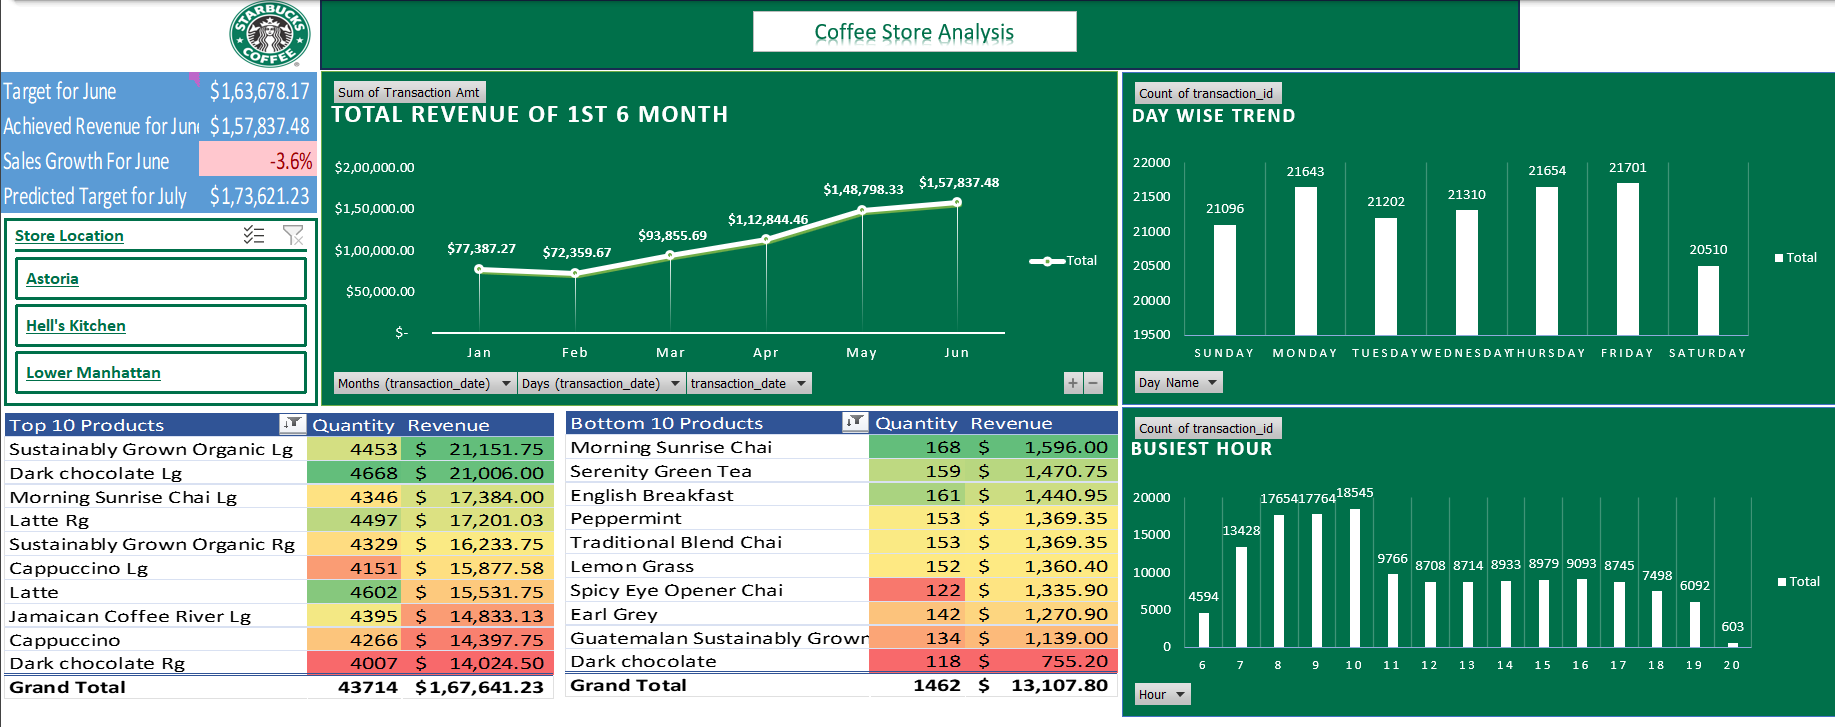 STARBUCKS
COFFEE
Coffee Store Analysis
Target for June $1,63,678.17
Achieved Revenue for Jun $1,57,837.48
Sales Growth For June -3.6%
Predicted Target for July $1,73,621.23
Store Location
Astoria
Hell's Kitchen
Lower Manhattan
Sum of Transaction Amt
TOTAL REVENUE OF 1ST 6 MONTH
$2,00,000.00
$1,50,000.00
$1,00,000.00
$50,000.00
$-
$77,387.27
$72,359.67
$93,855.69
$1,12,844.46
$1,48,798.33
$1,57,837.48
Total
Jan Feb Mar Apr May Jun
Months (transaction_date) Days (transaction_date) transaction_date + -
Count of transaction_id
DAY WISE TREND
22000
21500
21000
20500
20000
19500
21096 21643 21202 21310 21654 21701 20510
Total
SUNDAY MONDAY TUESDAY WEDNESDAY THURSDAY FRIDAY SATURDAY
Day Name
Top 10 Products Quantity Revenue
Sustainably Grown Organic Lg 4453 $ 21,151.75
Dark chocolate Lg 4668 $ 21,006.00
Morning Sunrise Chai Lg 4346 $ 17,384.00
Latte Rg 4497 $ 17,201.03
Sustainably Grown Organic Rg 4329 $ 16,233.75
Cappuccino Lg 4151 $ 15,877.58
Latte 4602 $ 15,531.75
Jamaican Coffee River Lg 4395 $ 14,833.13
Cappuccino 4266 $ 14,397.75
Dark chocolate Rg 4007 $ 14,024.50
Grand Total 43714 $1,67,641.23
Bottom 10 Products Quantity Revenue
Morning Sunrise Chai 168 $ 1,596.00
Serenity Green Tea 159 $ 1,470.75
English Breakfast 161 $ 1,440.95
Peppermint 153 $ 1,369.35
Traditional Blend Chai 153 $ 1,369.35
Lemon Grass 152 $ 1,360.40
Spicy Eye Opener Chai 122 $ 1,335.90
Earl Grey 142 $ 1,270.90
Guatemalan Sustainably Grown 134 $ 1,139.00
Dark chocolate 118 $ 755.20
Grand Total 1462 $ 13,107.80
Count of transaction_id
BUSIEST HOUR
20000
15000
10000
5000
0
4594 13428 17654 17764 18545 9766 8708 8714 8933 8979 9093 8745 7498 6092 603
Total
6 7 8 9 10 11 12 13 14 15 16 17 18 19 20
Hour